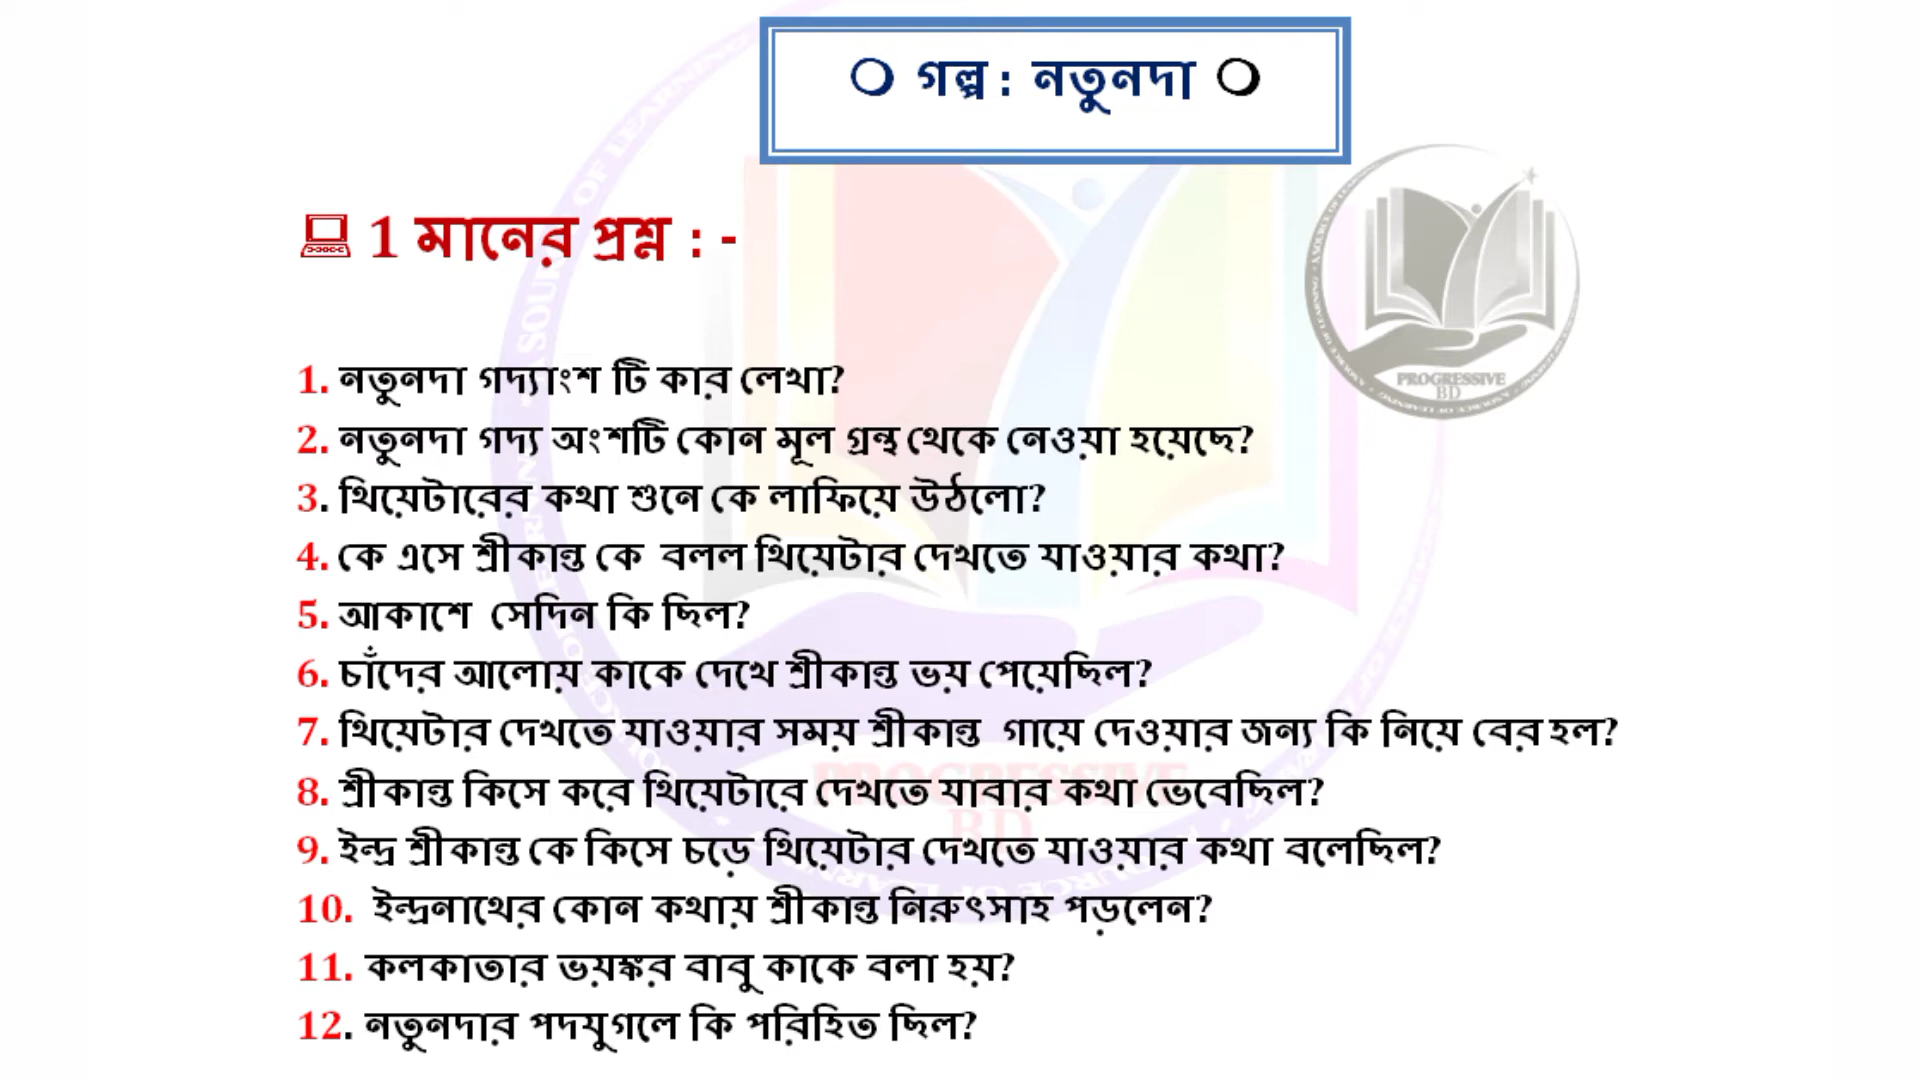 ❍ গল্প : নতুনদা ❍
💻 1 মানের প্রশ্ন : -
1. নতুনদা গদ্যাংশ টি কার লেখা?
2. নতুনদা গদ্য অংশটি কোন মূল গ্রন্থ থেকে নেওয়া হয়েছে?
3. থিয়েটারের কথা শুনে কে লাফিয়ে উঠলো?
4. কে এসে শ্রীকান্ত কে বলল থিয়েটার দেখতে যাওয়ার কথা?
5. আকাশে সেদিন কি ছিল?
6. চাঁদের আলোয় কাকে দেখে শ্রীকান্ত ভয় পেয়েছিল?
7. থিয়েটার দেখতে যাওয়ার সময় শ্রীকান্ত গায়ে দেওয়ার জন্য কি নিয়ে বের হল?
8. শ্রীকান্ত কিসে করে থিয়েটারে দেখতে যাবার কথা ভেবেছিল?
9. ইন্দ্র শ্রীকান্ত কে কিসে চড়ে থিয়েটার দেখতে যাওয়ার কথা বলেছিল?
10. ইন্দ্রনাথের কোন কথায় শ্রীকান্ত নিরুৎসাহ পড়লেন?
11. কলকাতার ভয়ঙ্কর বাবু কাকে বলা হয়?
12. নতুনদার পদযুগলে কি পরিহিত ছিল?
PROGRESSIVE
BD
PROGRESSIVE
BD